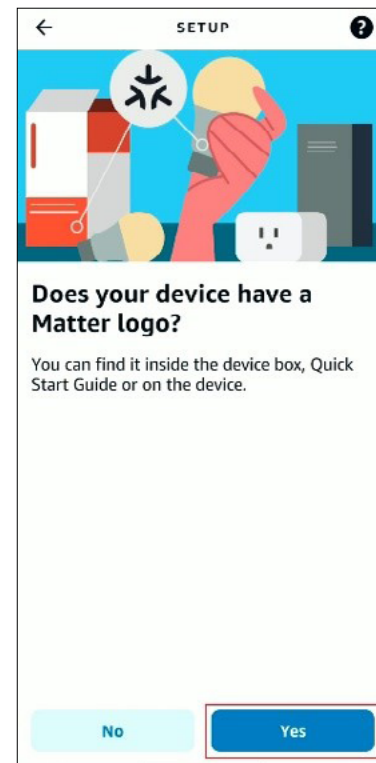 SETUP
Does your device have a
Matter logo?
You can find it inside the device box, Quick
Start Guide or on the device.
No
Yes